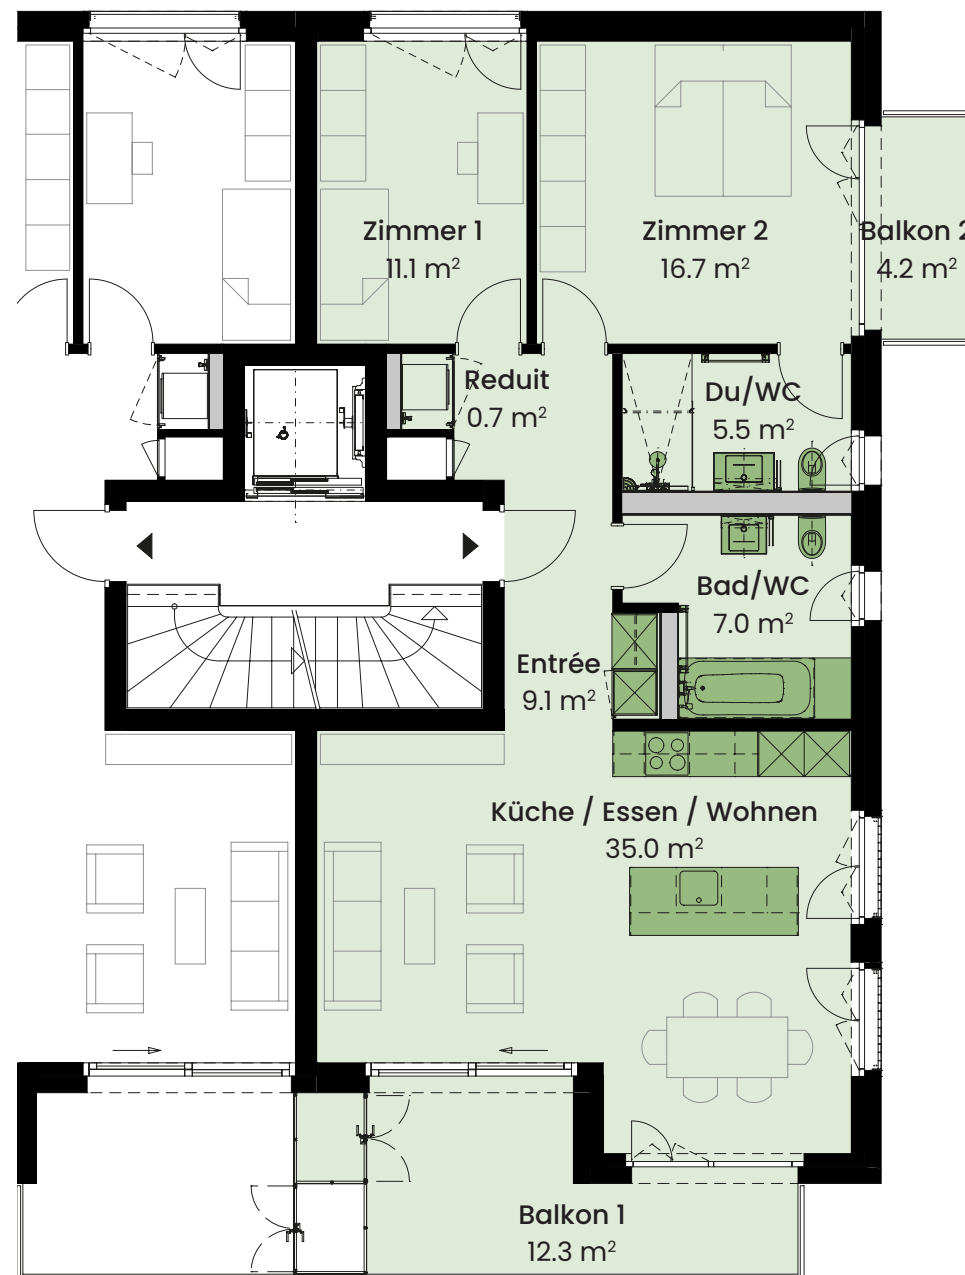 Zimmer 1
11.1 m²
Zimmer 2
16.7 m²
Balkon 2
4.2 m²
Reduit
0.7 m²
Du/WC
5.5 m²
Bad/WC
7.0 m²
Entrée
9.1 m²
Küche / Essen / Wohnen
35.0 m²
Balkon 1
12.3 m²